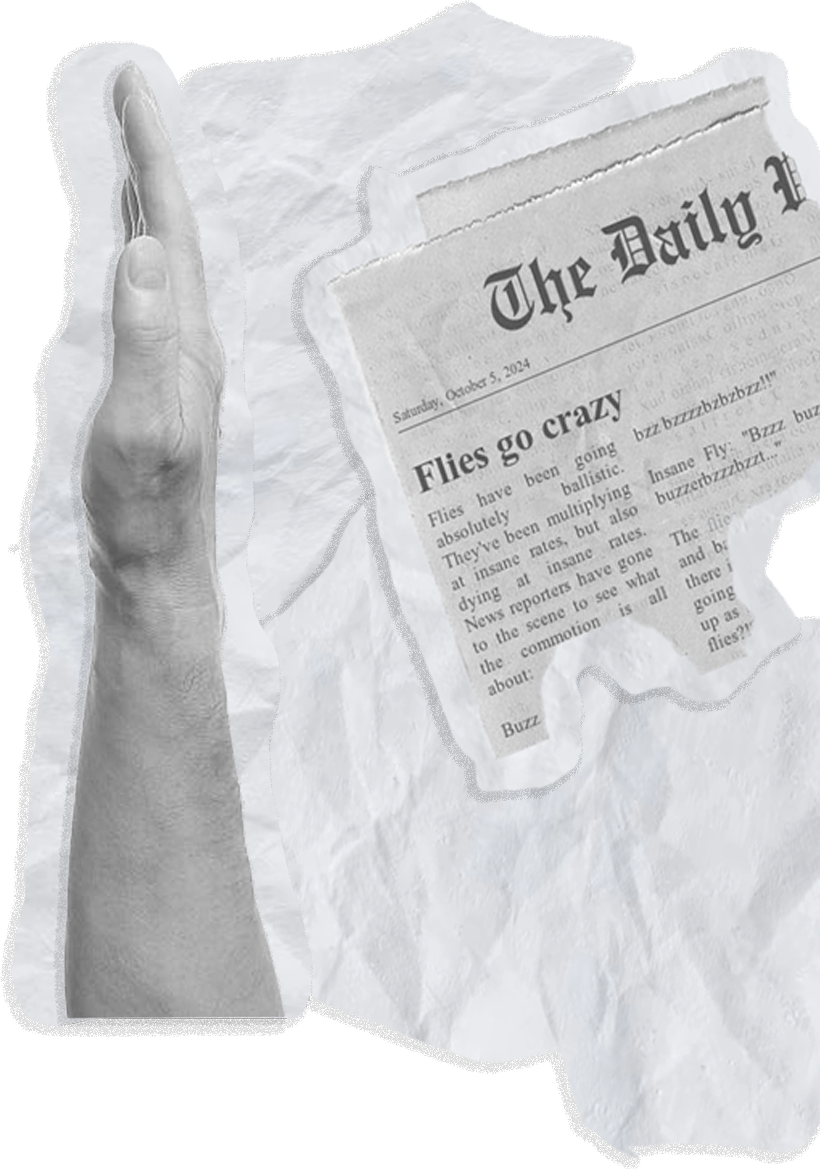 The Daily
Saturday, October 5, 2024
Flies go crazy
Flies have been going
absolutely ballistic.
They've been multiplying
at insane rates, but also
dying at insane rates.
News reporters have gone
to the scene to see what
the commotion is all
about:
Buzz
bzz bzzzzbzbzbzz!!"
Insane Fly: "Bzzz buz
buzzerbzzzbzzt..."
The flie
and ba
there i
going
up as
flies?!"